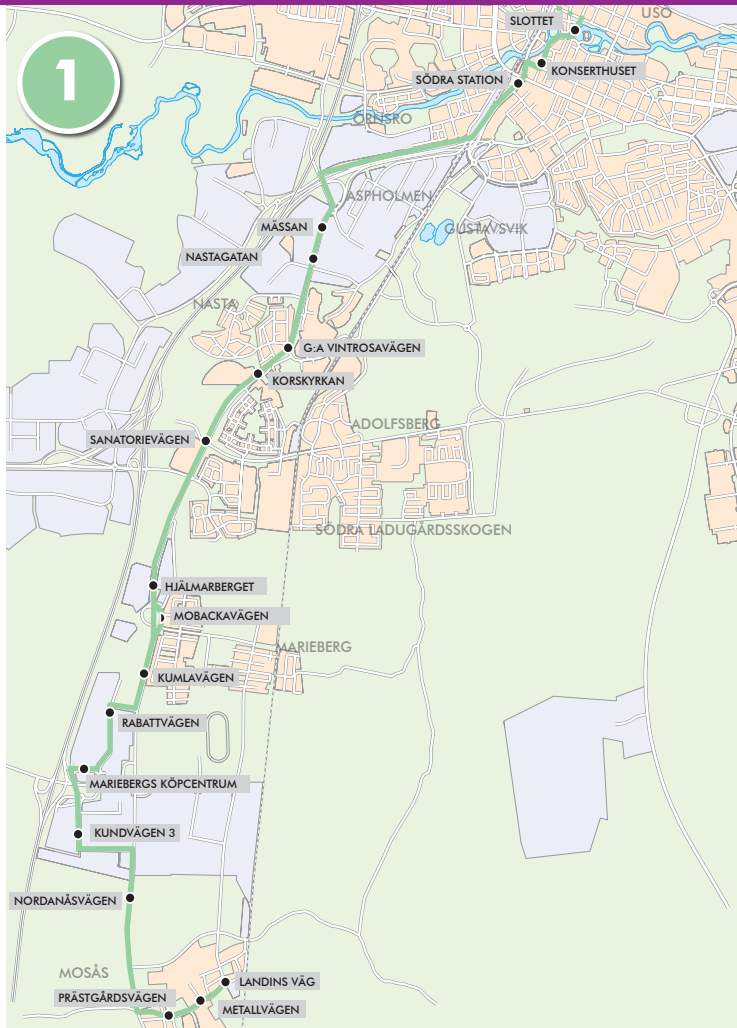 USÖ
SLOTTET
1
KONSERTHUSET
SÖDRA STATION
ÖRNSRO
ASPHOLMEN
MÄSSAN
GUSTAVSVIK
NASTAGATAN
NASTA
G:A VINTROSAVÄGEN
KORSKYRKAN
ADOLFSBERG
SANATORIEVÄGEN
SÖDRA LADUGÅRDSSKOGEN
HJÄLMARBERGET
MOBACKAVÄGEN
MARIEBERG
KUMLAVÄGEN
RABATTVÄGEN
MARIEBERGS KÖPCENTRUM
KUNDVÄGEN 3
NORDANÅSVÄGEN
MOSÅS
LANDINS VÄG
PRÄSTGÅRDSVÄGEN
METALLVÄGEN